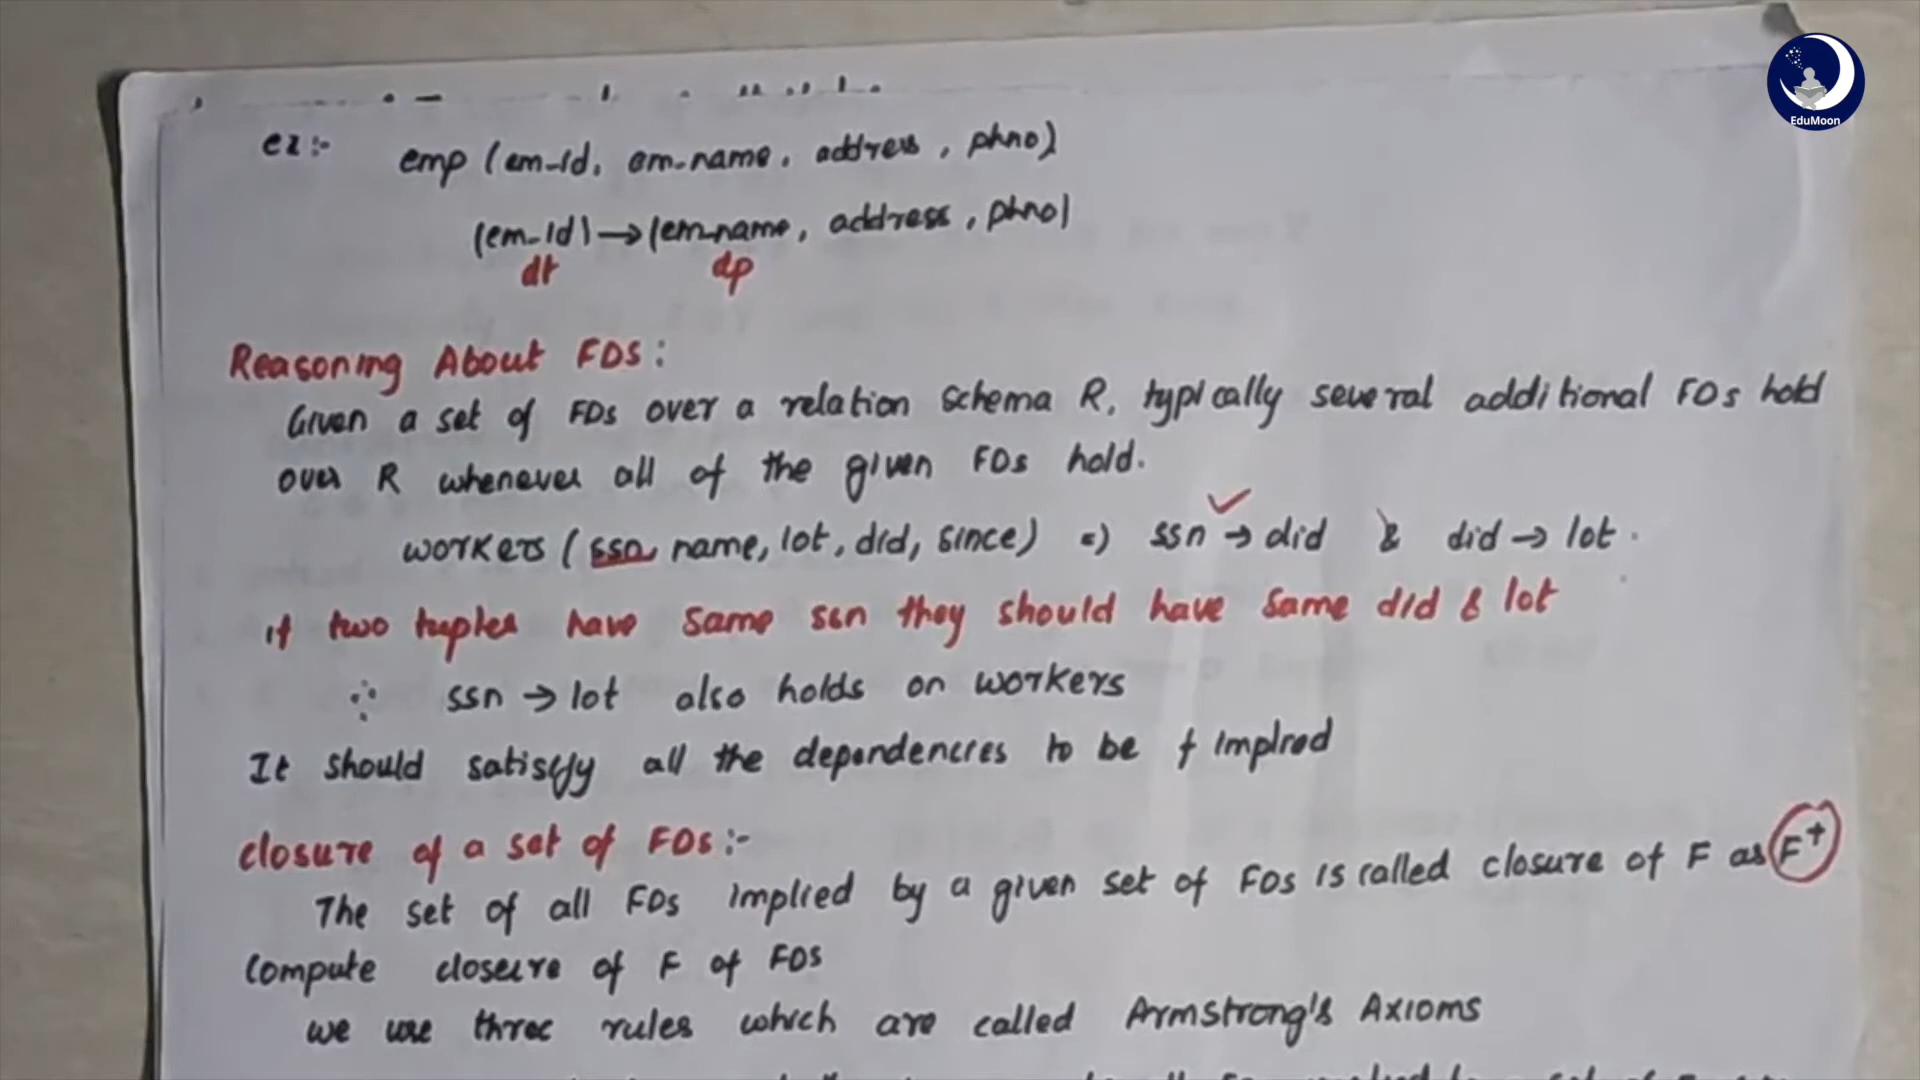 EduMoon
ex:- emp (em-id, em-name, address, phno)
(em-id) → (em-name, address, phno)
dt dp
Reasoning About FDs:
Given a set of FDs over a relation schema R, typically several additional FDs hold
over R whenever all of the given FDs hold.
workers (ssn, name, lot, did, since) => ssn → did & did → lot.
if two tuples have same ssn they should have same did & lot
∴ ssn → lot also holds on workers
It should satisfy all the dependencies to be f implied
closure of a set of FDs:-
The set of all FDs implied by a given set of FDs is called closure of F as F+
Compute closure of F of FDs
we use three rules which are called Armstrong's Axioms